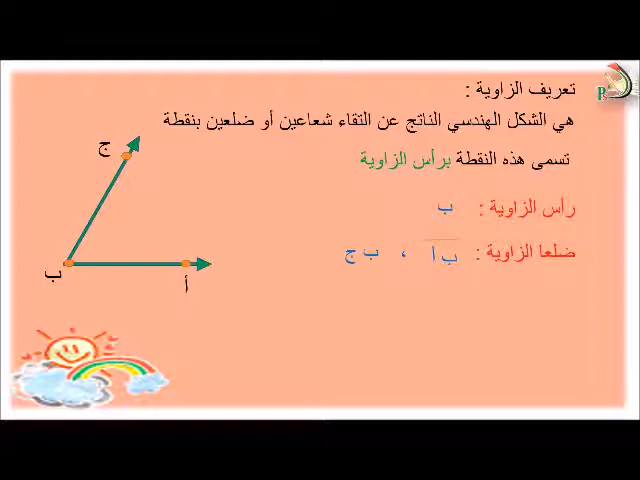 تعريف الزاوية :
هي الشكل الهندسي الناتج عن التقاء شعاعين أو ضلعين بنقطة
تسمى هذه النقطة برأس الزاوية
رأس الزاوية : ب
ضلعا الزاوية : ب أ ، ب ج
ج
ب
أ
P